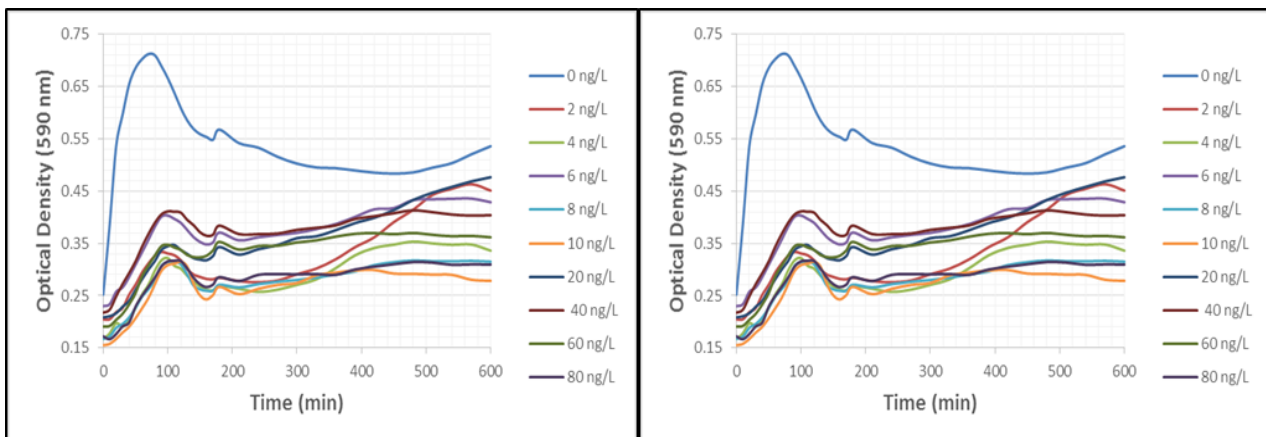 0.75
0.65
0.55
0.45
0.35
0.25
0.15
Optical Density (590 nm)
0 100 200 300 400 500 600
Time (min)
0 ng/L
2 ng/L
4 ng/L
6 ng/L
8 ng/L
10 ng/L
20 ng/L
40 ng/L
60 ng/L
80 ng/L
0.75
0.65
0.55
0.45
0.35
0.25
0.15
Optical Density (590 nm)
0 100 200 300 400 500 600
Time (min)
0 ng/L
2 ng/L
4 ng/L
6 ng/L
8 ng/L
10 ng/L
20 ng/L
40 ng/L
60 ng/L
80 ng/L